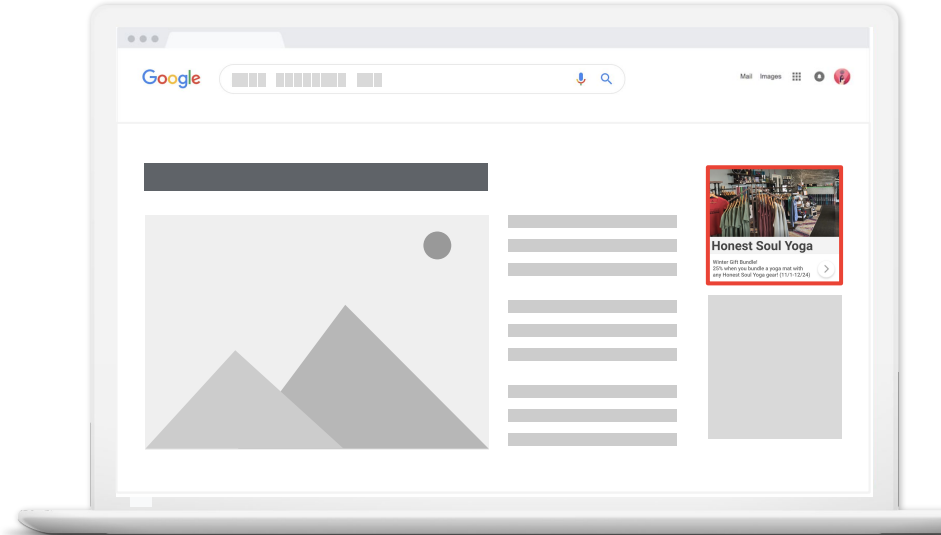 Google
Mail Images
Honest Soul Yoga
Winter Gift Bundle!
25% when you bundle a yoga mat with
any Honest Soul Yoga gear! (11/1-12/24)